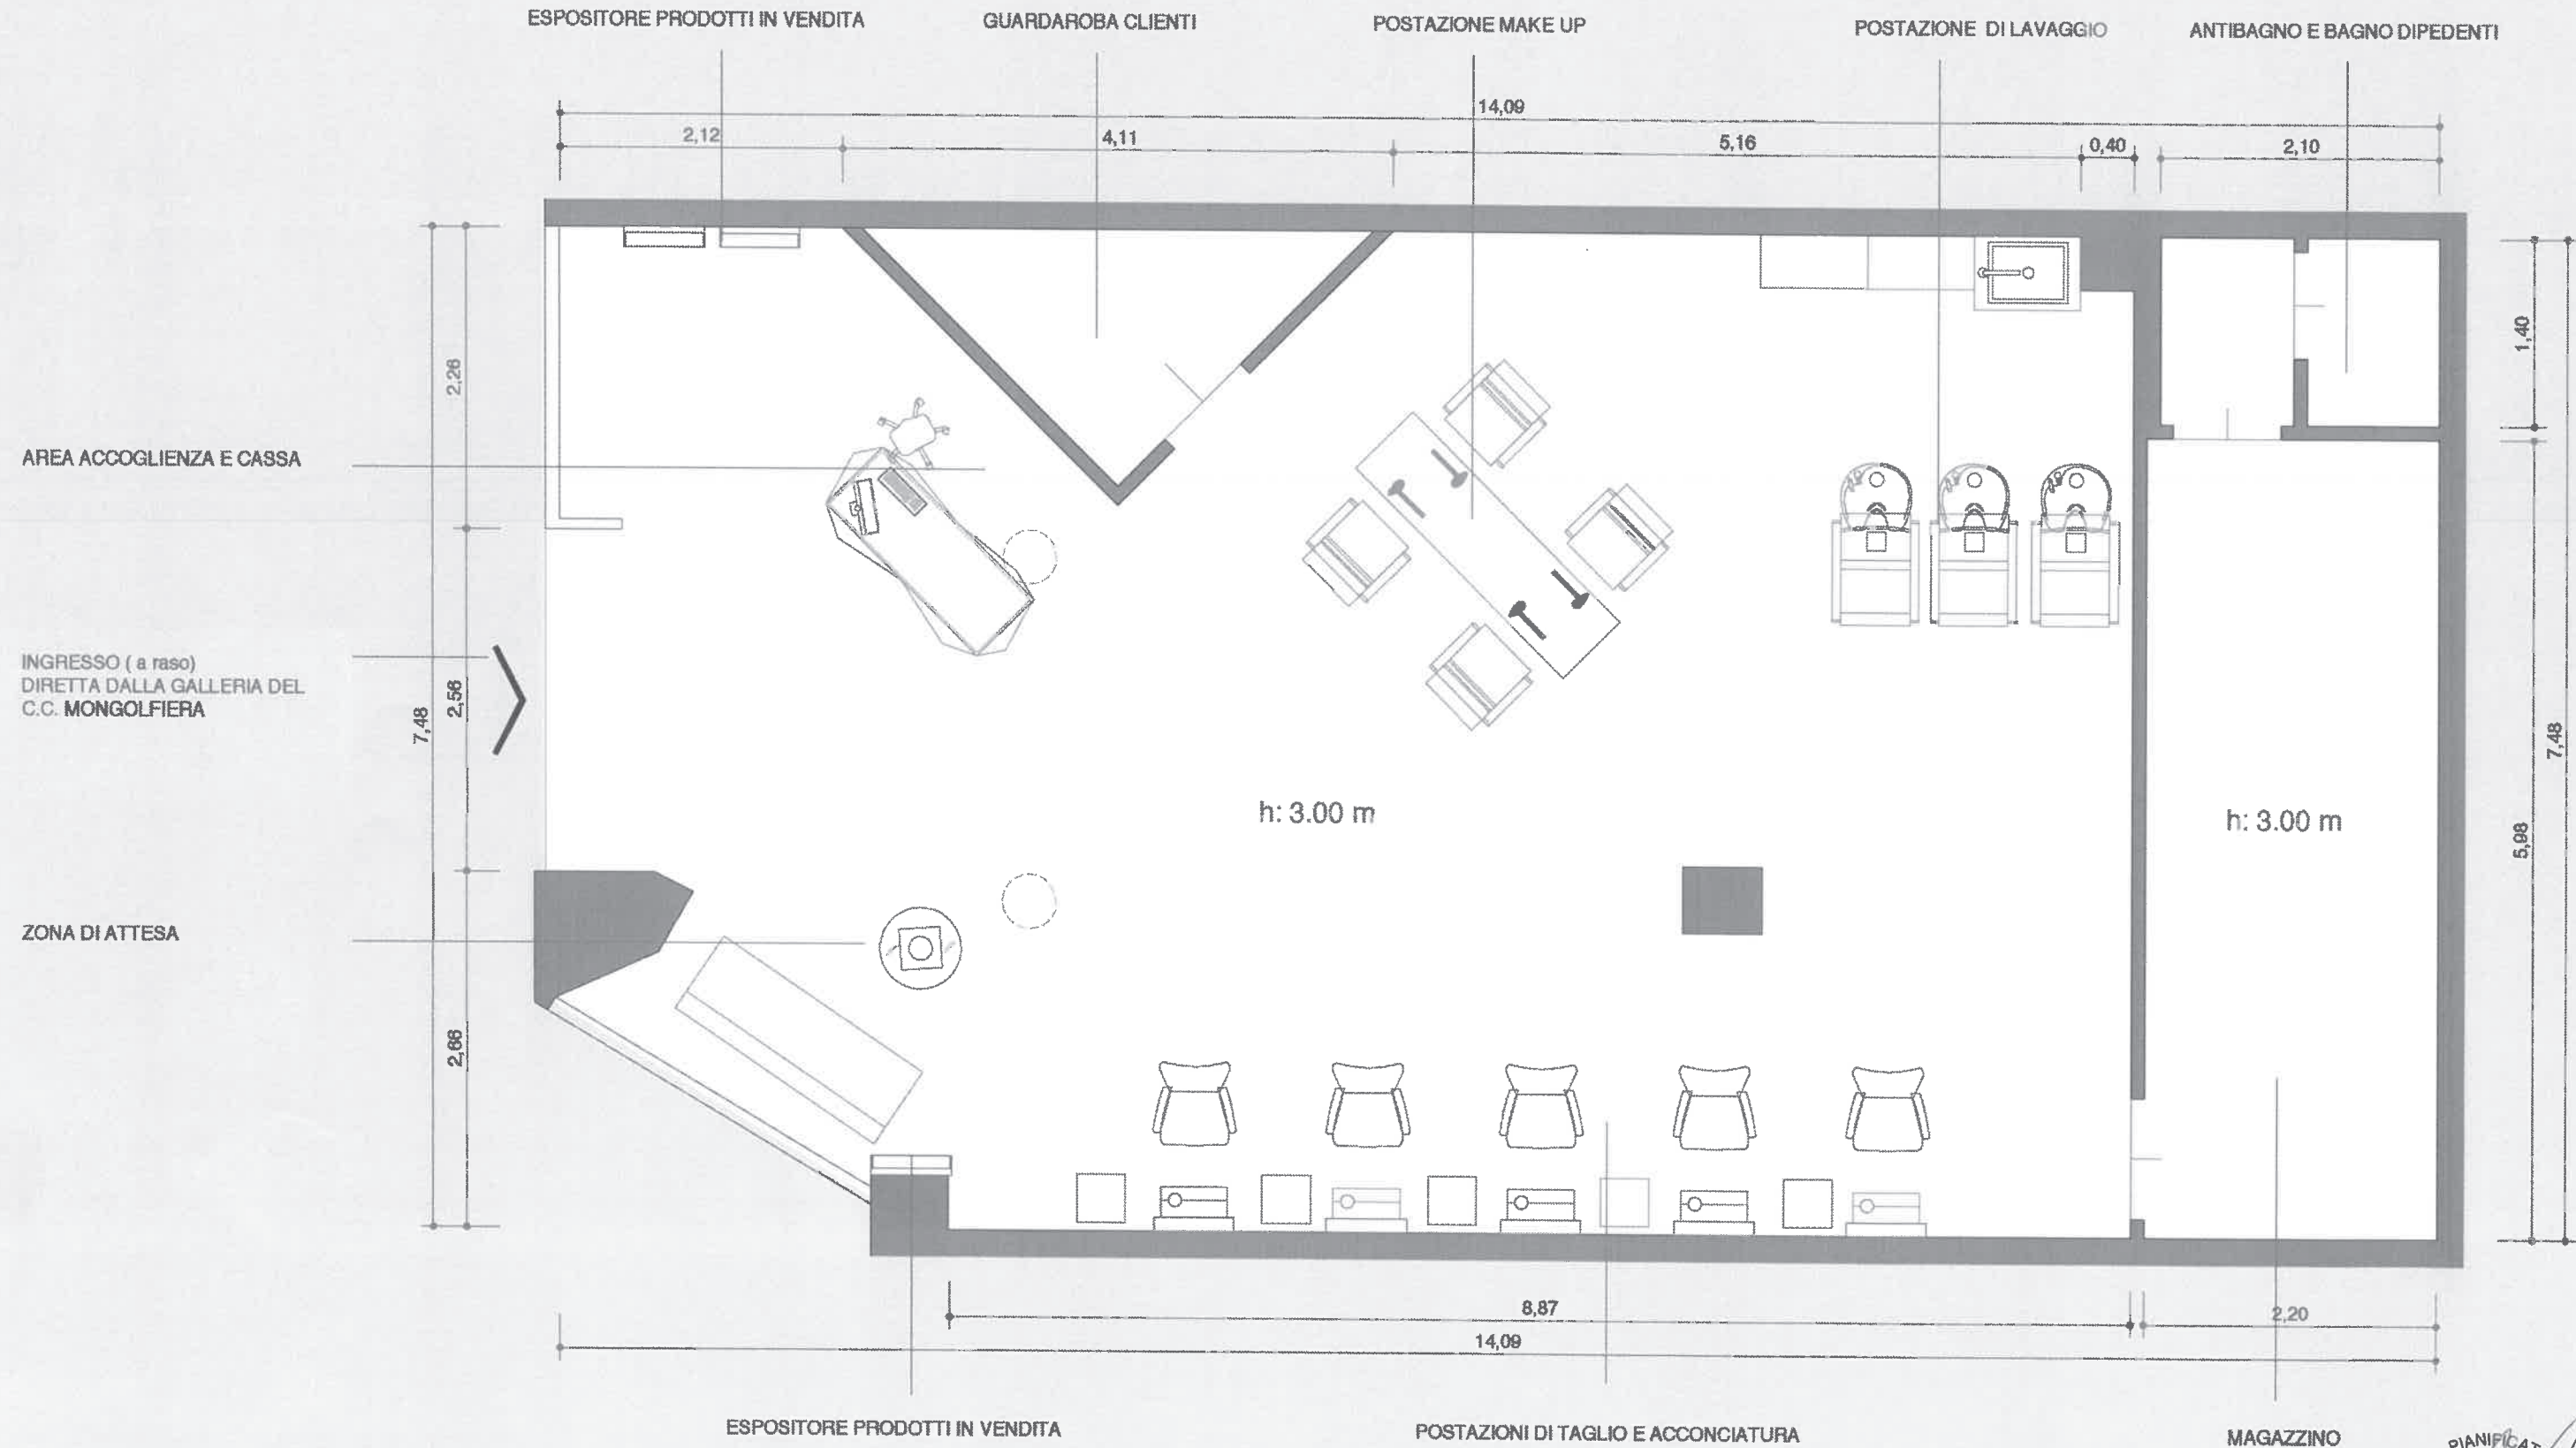 ESPOSITORE PRODOTTI IN VENDITA
GUARDAROBA CLIENTI
POSTAZIONE MAKE UP
POSTAZIONE DI LAVAGGIO
ANTIBAGNO E BAGNO DIPEDENTI
14,09
2,12
4,11
5,16
0,40
2,10
2,26
1,40
AREA ACCOGLIENZA E CASSA
INGRESSO ( a raso)
DIRETTA DALLA GALLERIA DEL
C.C. MONGOLFIERA
7,48
2,56
7,48
h: 3.00 m
h: 3.00 m
5,98
ZONA DI ATTESA
2,66
8,87
2,20
14,09
ESPOSITORE PRODOTTI IN VENDITA
POSTAZIONI DI TAGLIO E ACCONCIATURA
MAGAZZINO